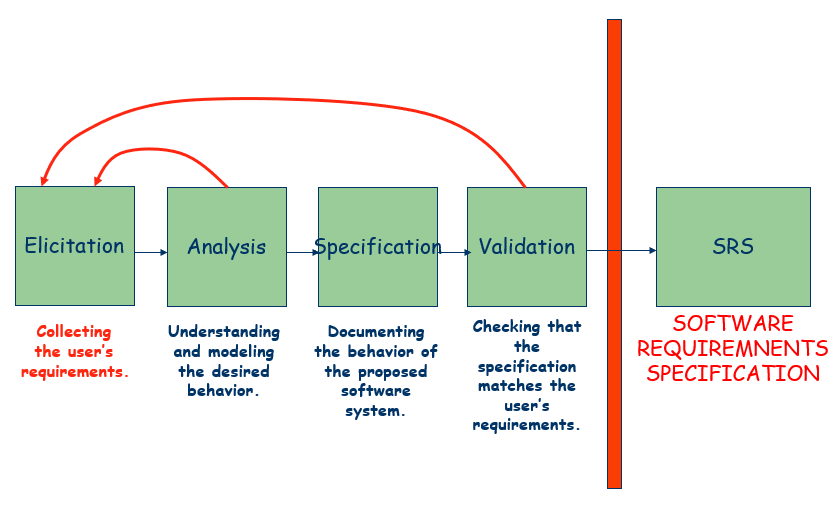 Elicitation
Analysis
Specification
Validation
SRS
Collecting
the user's
requirements.
Understanding
and modeling
the desired
behavior.
Documenting
the behavior of
the proposed
software
system.
Checking that
the
specification
matches the
user's
requirements.
SOFTWARE
REQUIREMNENTS
SPECIFICATION